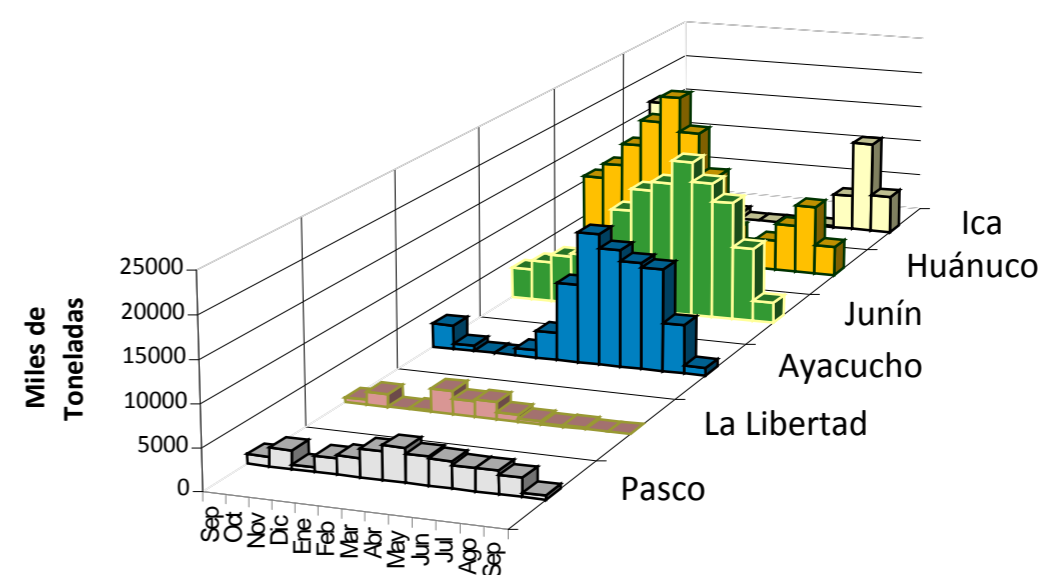 Miles de
Toneladas
25000
20000
15000
10000
5000
0
Sep
Oct
Nov
Dic
Ene
Feb
Mar
Abr
May
Jun
Jul
Ago
Sep
Ica
Huánuco
Junín
Ayacucho
La Libertad
Pasco